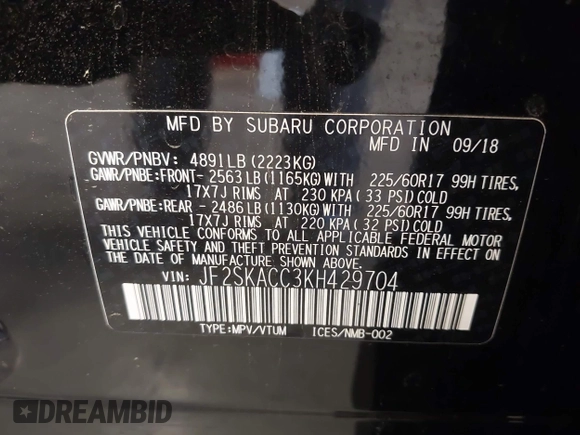 MFD BY SUBARU CORPORATION
MFD IN 09/18
GVWR/PNBV: 4891LB(2223KG)
GAWR/PNBE:FRONT- 2563LB(1165KG)WITH 225/60R17 99H TIRES,
17X7J RIMS AT 230 KPA(33 PSI)COLD
GAWR/PNBE:REAR - 2486LB(1130KG)WITH 225/60R17 99H TIRES,
17X7J RIMS AT 220 KPA(32 PSI)COLD
THIS VEHICLE CONFORMS TO ALL APPLICABLE FEDERAL MOTOR
VEHICLE SAFETY AND THEFT PREVENTION STANDARDS IN EFFECT
ON THE DATE OF MANUFACTURE SHOWN ABOVE.
VIN: JF2SKACC3KH429704
TYPE:MPV/VTUM ICES/NMB-002
DREAMBID